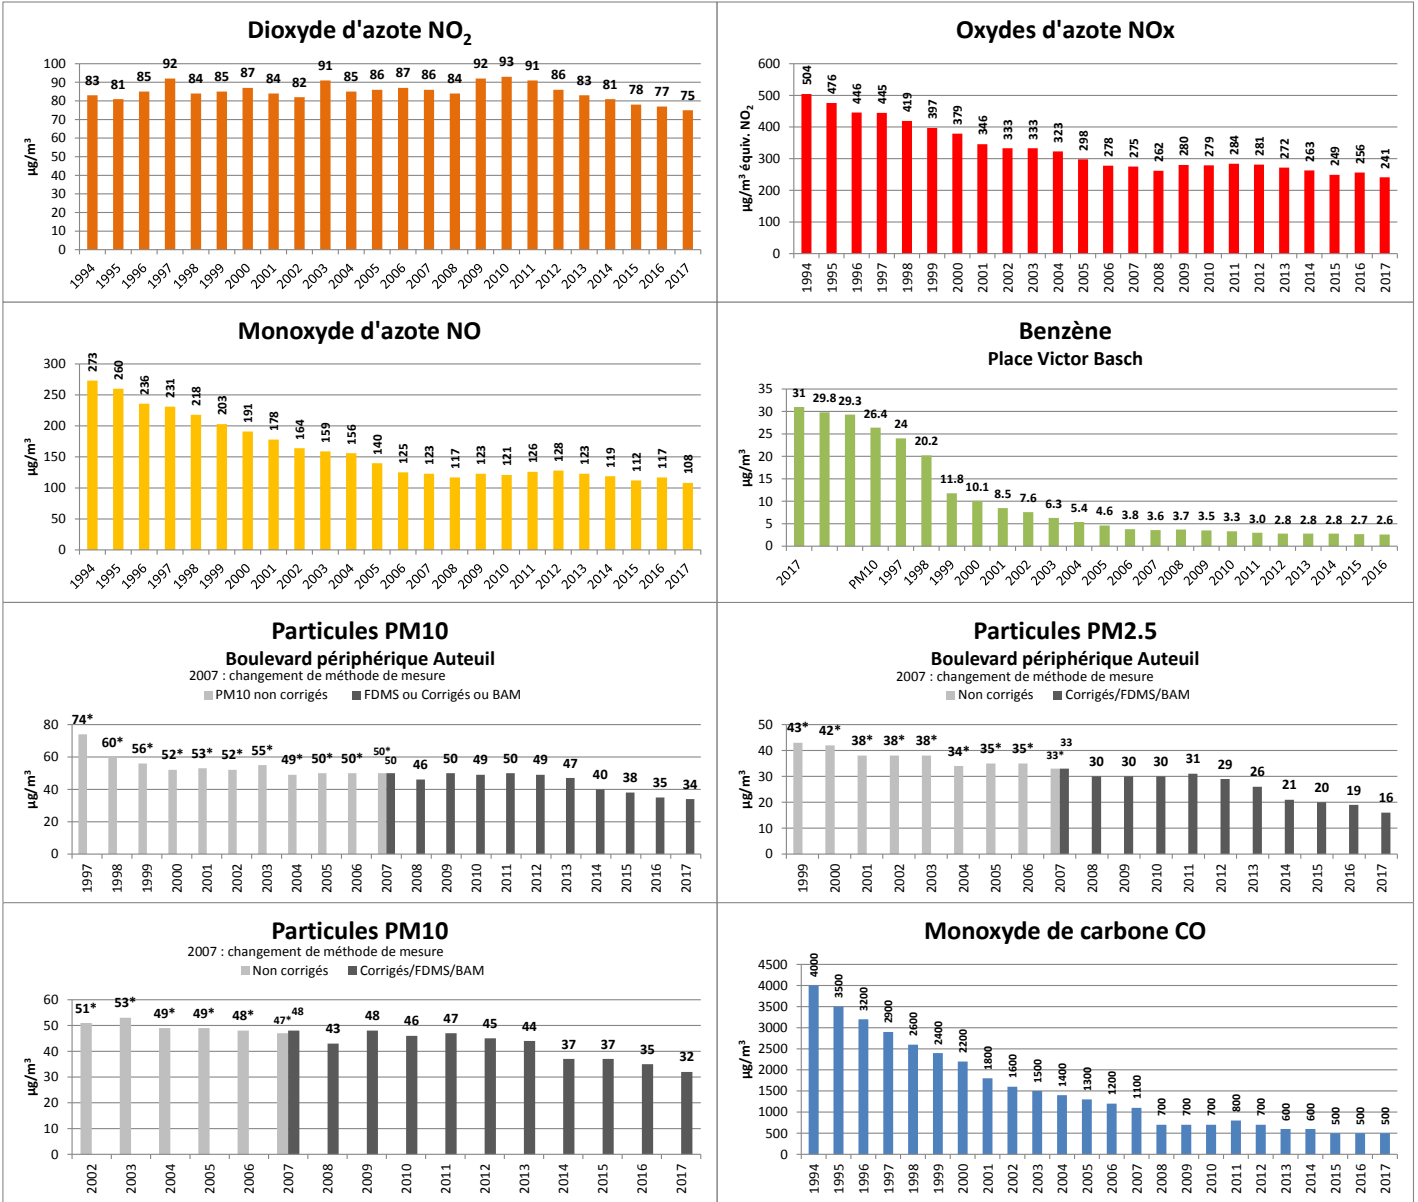 Dioxyde d'azote NO2
µg/m³
100
90
80
70
60
50
40
30
20
10
0
83 81 85 92 84 85 87 84 82 91 85 86 87 86 84 92 93 91 86 83 81 78 77 75
1994 1995 1996 1997 1998 1999 2000 2001 2002 2003 2004 2005 2006 2007 2008 2009 2010 2011 2012 2013 2014 2015 2016 2017
Oxydes d'azote NOx
µg/m³ équiv. NO2
600
500
400
300
200
100
0
504 476 446 445 419 397 379 346 333 333 323 298 278 275 262 280 279 284 281 272 263 249 256 241
1994 1995 1996 1997 1998 1999 2000 2001 2002 2003 2004 2005 2006 2007 2008 2009 2010 2011 2012 2013 2014 2015 2016 2017
Monoxyde d'azote NO
µg/m³
300
250
200
150
100
50
0
273 260 236 231 218 203 191 178 164 159 156 140 125 123 117 123 121 126 128 123 119 112 117 108
1994 1995 1996 1997 1998 1999 2000 2001 2002 2003 2004 2005 2006 2007 2008 2009 2010 2011 2012 2013 2014 2015 2016 2017
Benzène
Place Victor Basch
µg/m³
35
30
25
20
15
10
5
0
31 29.8 29.3 26.4 24 20.2 11.8 10.1 8.5 7.6 6.3 5.4 4.6 3.8 3.6 3.7 3.5 3.3 3.0 2.8 2.8 2.8 2.7 2.6
2017 PM10 1997 1998 1999 2000 2001 2002 2003 2004 2005 2006 2007 2008 2009 2010 2011 2012 2013 2014 2015 2016
Particules PM10
Boulevard périphérique Auteuil
2007 : changement de méthode de mesure
PM10 non corrigés FDMS ou Corrigés ou BAM
µg/m³
80
60
40
20
0
74* 60* 56* 52* 53* 52* 55* 49* 50* 50* 50* 50 46 50 49 50 49 47 40 38 35 34
1997 1998 1999 2000 2001 2002 2003 2004 2005 2006 2007 2008 2009 2010 2011 2012 2013 2014 2015 2016 2017
Particules PM2.5
Boulevard périphérique Auteuil
2007 : changement de méthode de mesure
Non corrigés Corrigés/FDMS/BAM
µg/m³
50
40
30
20
10
0
43* 42* 38* 38* 38* 34* 35* 35* 33* 33 30 30 30 31 29 26 21 20 19 16
1999 2000 2001 2002 2003 2004 2005 2006 2007 2008 2009 2010 2011 2012 2013 2014 2015 2016 2017
Particules PM10
2007 : changement de méthode de mesure
Non corrigés Corrigés/FDMS/BAM
µg/m³
60
50
40
30
20
10
0
51* 53* 49* 49* 48* 47* 48 43 48 46 47 45 44 37 37 35 32
2002 2003 2004 2005 2006 2007 2008 2009 2010 2011 2012 2013 2014 2015 2016 2017
Monoxyde de carbone CO
µg/m³
4500
4000
3500
3000
2500
2000
1500
1000
500
0
4000 3500 3200 2900 2600 2400 2200 1800 1600 1500 1400 1300 1200 1100 700 700 700 800 700 600 600 500 500 500
1994 1995 1996 1997 1998 1999 2000 2001 2002 2003 2004 2005 2006 2007 2008 2009 2010 2011 2012 2013 2014 2015 2016 2017